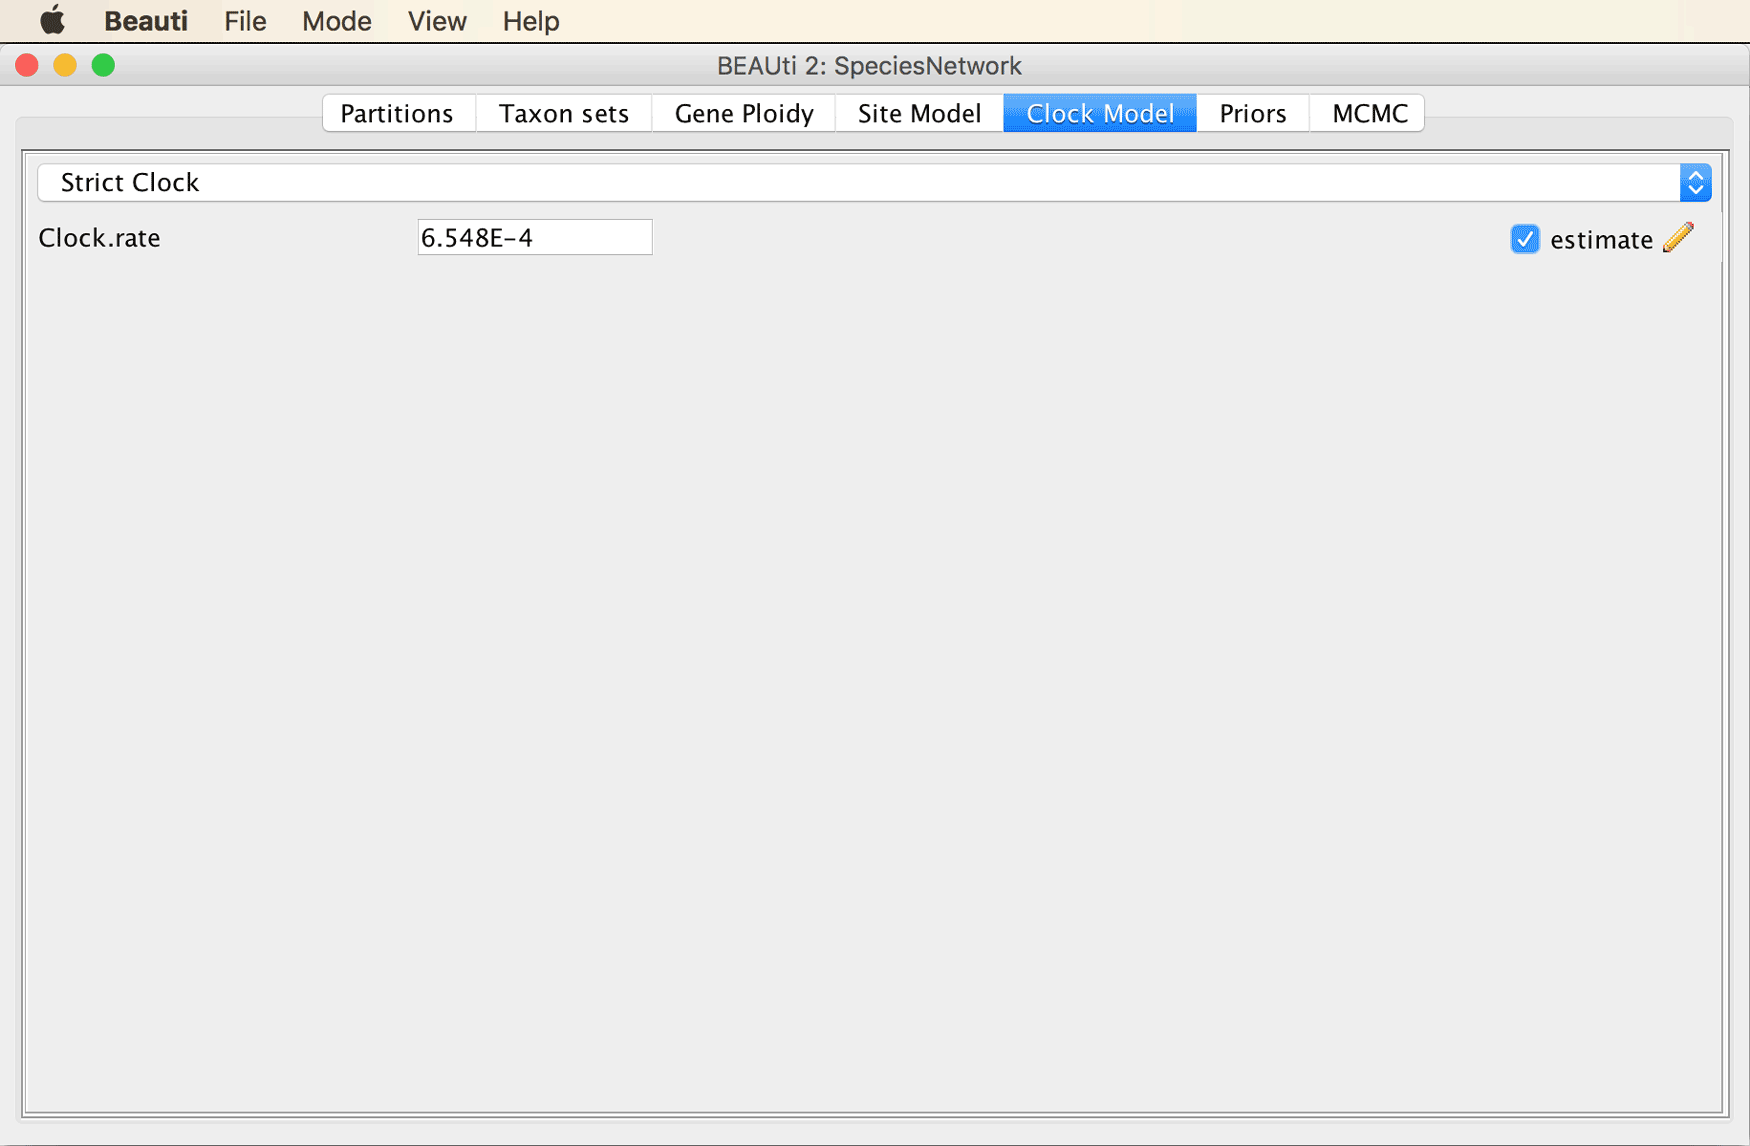 Beauti File Mode View Help
BEAUti 2: SpeciesNetwork
Partitions Taxon sets Gene Ploidy Site Model Clock Model Priors MCMC
Strict Clock
Clock.rate 6.548E-4 estimate